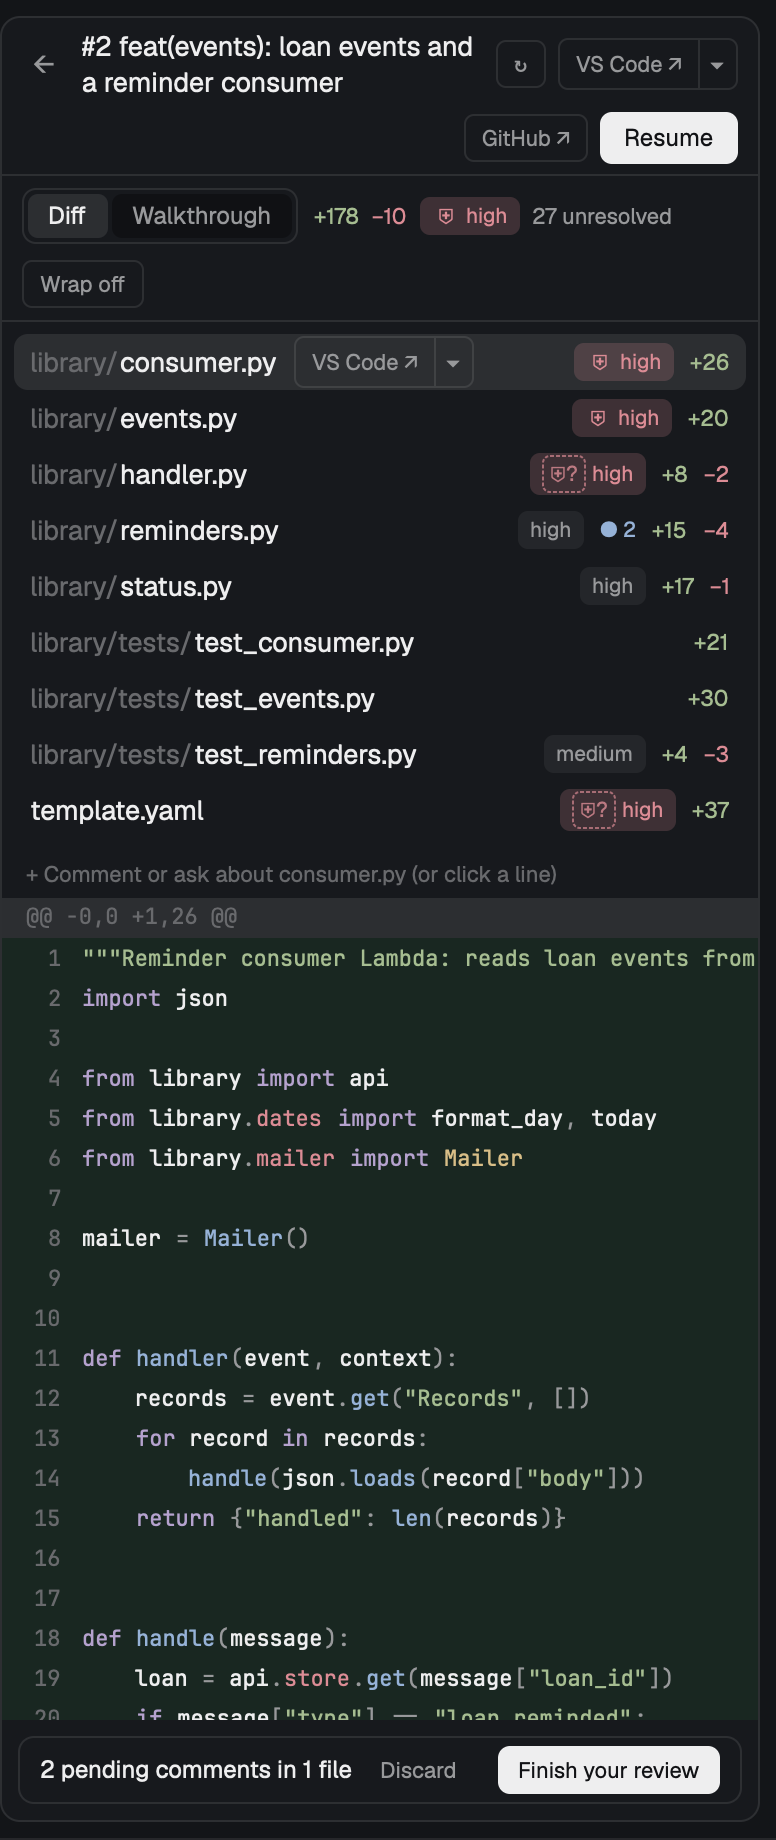 #2 feat(events): loan events and
a reminder consumer
VS Code ↗
GitHub ↗
Resume
Diff
Walkthrough
+178 −10
high
27 unresolved
Wrap off
library/consumer.py VS Code ↗ high +26
library/events.py high +20
library/handler.py ? high +8 −2
library/reminders.py high 2 +15 −4
library/status.py high +17 −1
library/tests/test_consumer.py +21
library/tests/test_events.py +30
library/tests/test_reminders.py medium +4 −3
template.yaml ? high +37
+ Comment or ask about consumer.py (or click a line)
@@ -0,0 +1,26 @@
1 """Reminder consumer Lambda: reads loan events from
2 import json
3
4 from library import api
5 from library.dates import format_day, today
6 from library.mailer import Mailer
7
8 mailer = Mailer()
9
10
11 def handler(event, context):
12     records = event.get("Records", [])
13     for record in records:
14         handle(json.loads(record["body"]))
15     return {"handled": len(records)}
16
17
18 def handle(message):
19     loan = api.store.get(message["loan_id"])
20     if message["type"] == "loan.reminded":
2 pending comments in 1 file
Discard
Finish your review